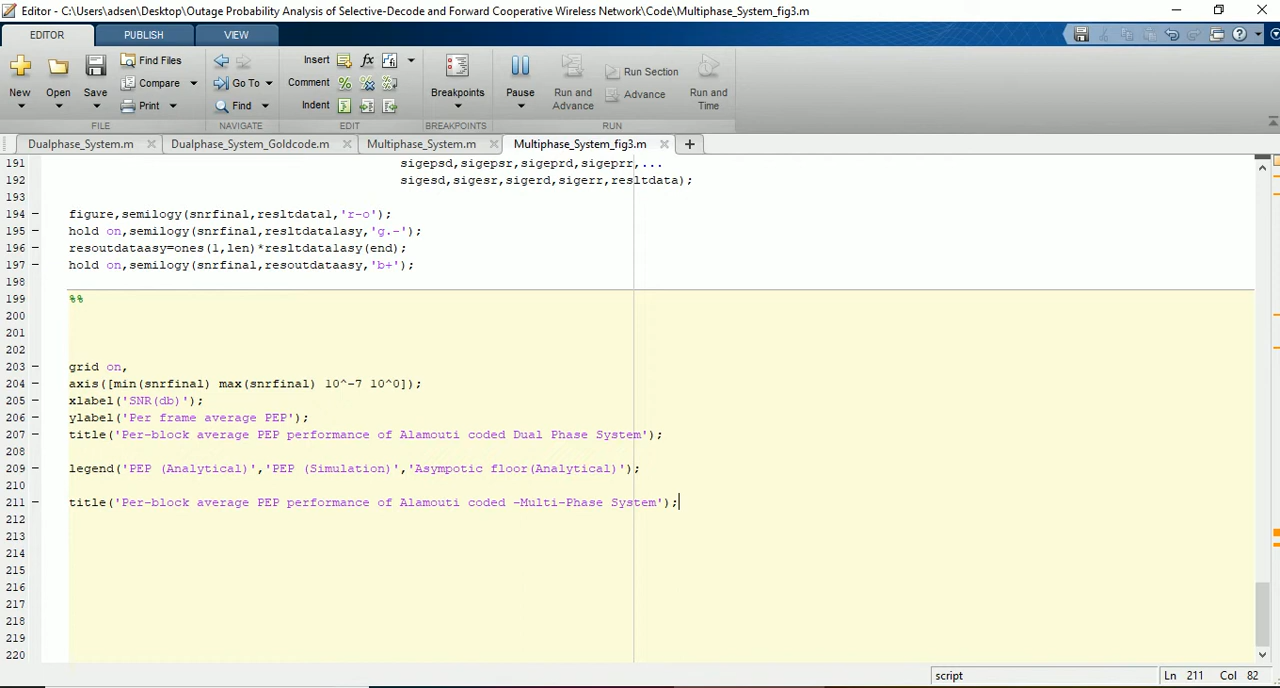 Editor - C:\Users\adsen\Desktop\Outage Probability Analysis of Selective-Decode and Forward Cooperative Wireless Network\Code\Multiphase_System_fig3.m
EDITOR PUBLISH VIEW
New Open Save Find Files Compare Print Go To Find Insert Comment Indent Breakpoints Pause Run and Advance Run Section Advance Run and Time
FILE NAVIGATE EDIT BREAKPOINTS RUN
Dualphase_System.m Dualphase_System_Goldcode.m Multiphase_System.m Multiphase_System_fig3.m
191 sigepsd,sigepsr,sigeprd,sigeprr,...
192 sigesd,sigesr,sigerd,sigerr,resltdata);
193
194 figure,semilogy(snrfinal,resltdata1,'r-o');
195 hold on,semilogy(snrfinal,resltdata1asy,'g.-');
196 resoutdataasy=ones(1,len)*resltdata1asy(end);
197 hold on,semilogy(snrfinal,resoutdataasy,'b+');
198
199 %%
200
201
202
203 grid on,
204 axis([min(snrfinal) max(snrfinal) 10^-7 10^0]);
205 xlabel('SNR(db)');
206 ylabel('Per frame average PEP');
207 title('Per-block average PEP performance of Alamouti coded Dual Phase System');
208
209 legend('PEP (Analytical)','PEP (Simulation)','Asympotic floor(Analytical)');
210
211 title('Per-block average PEP performance of Alamouti coded -Multi-Phase System');
212
213
214
215
216
217
218
219
220
script Ln 211 Col 82